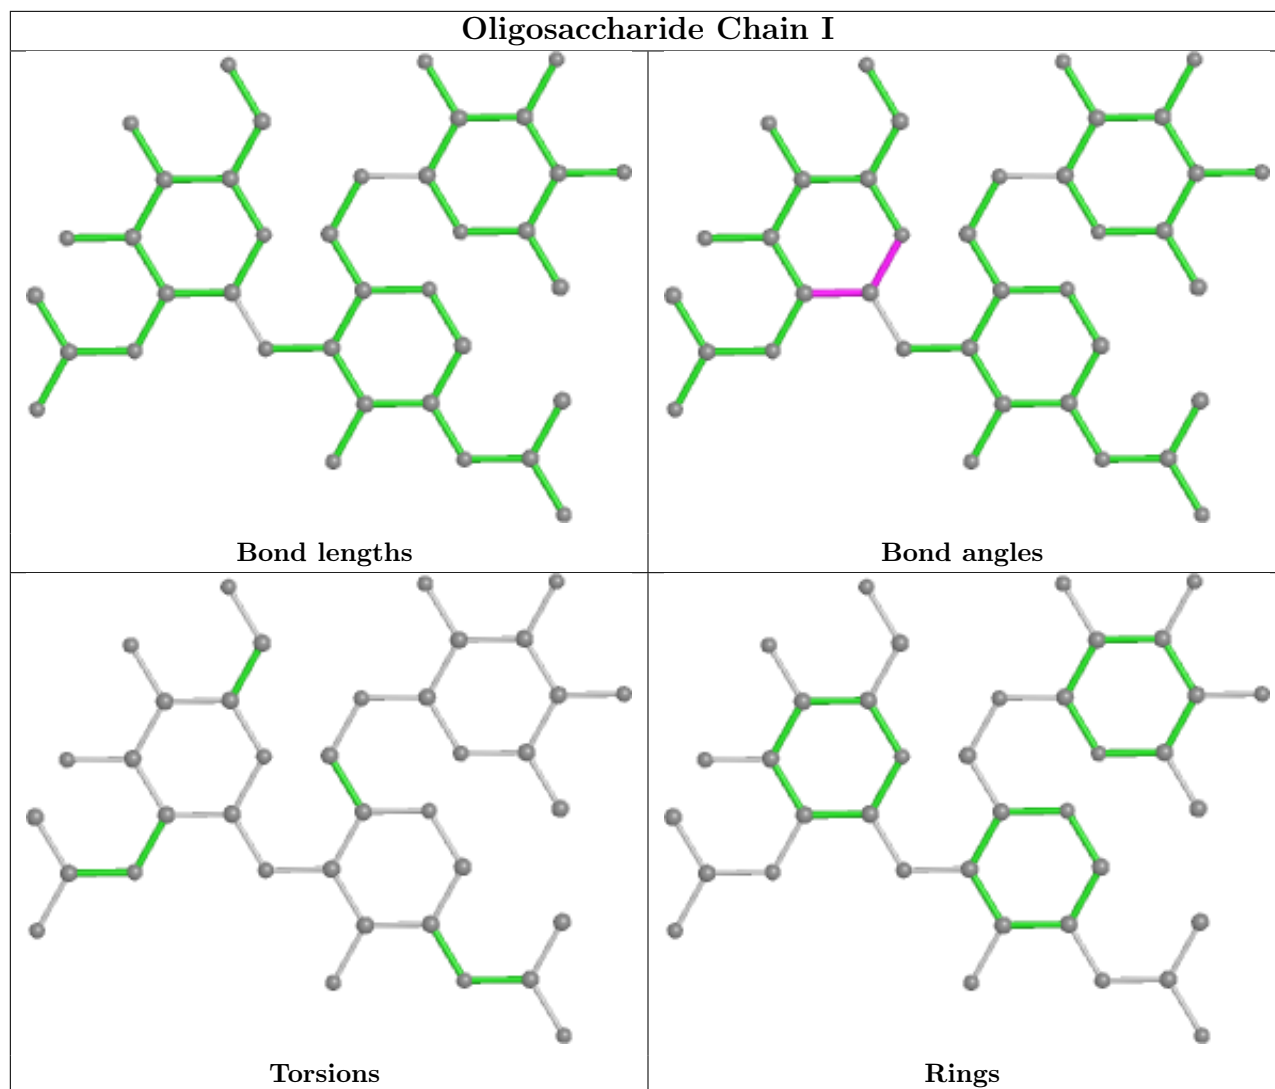 Oligosaccharide Chain I
Bond lengths
Bond angles
Torsions
Rings